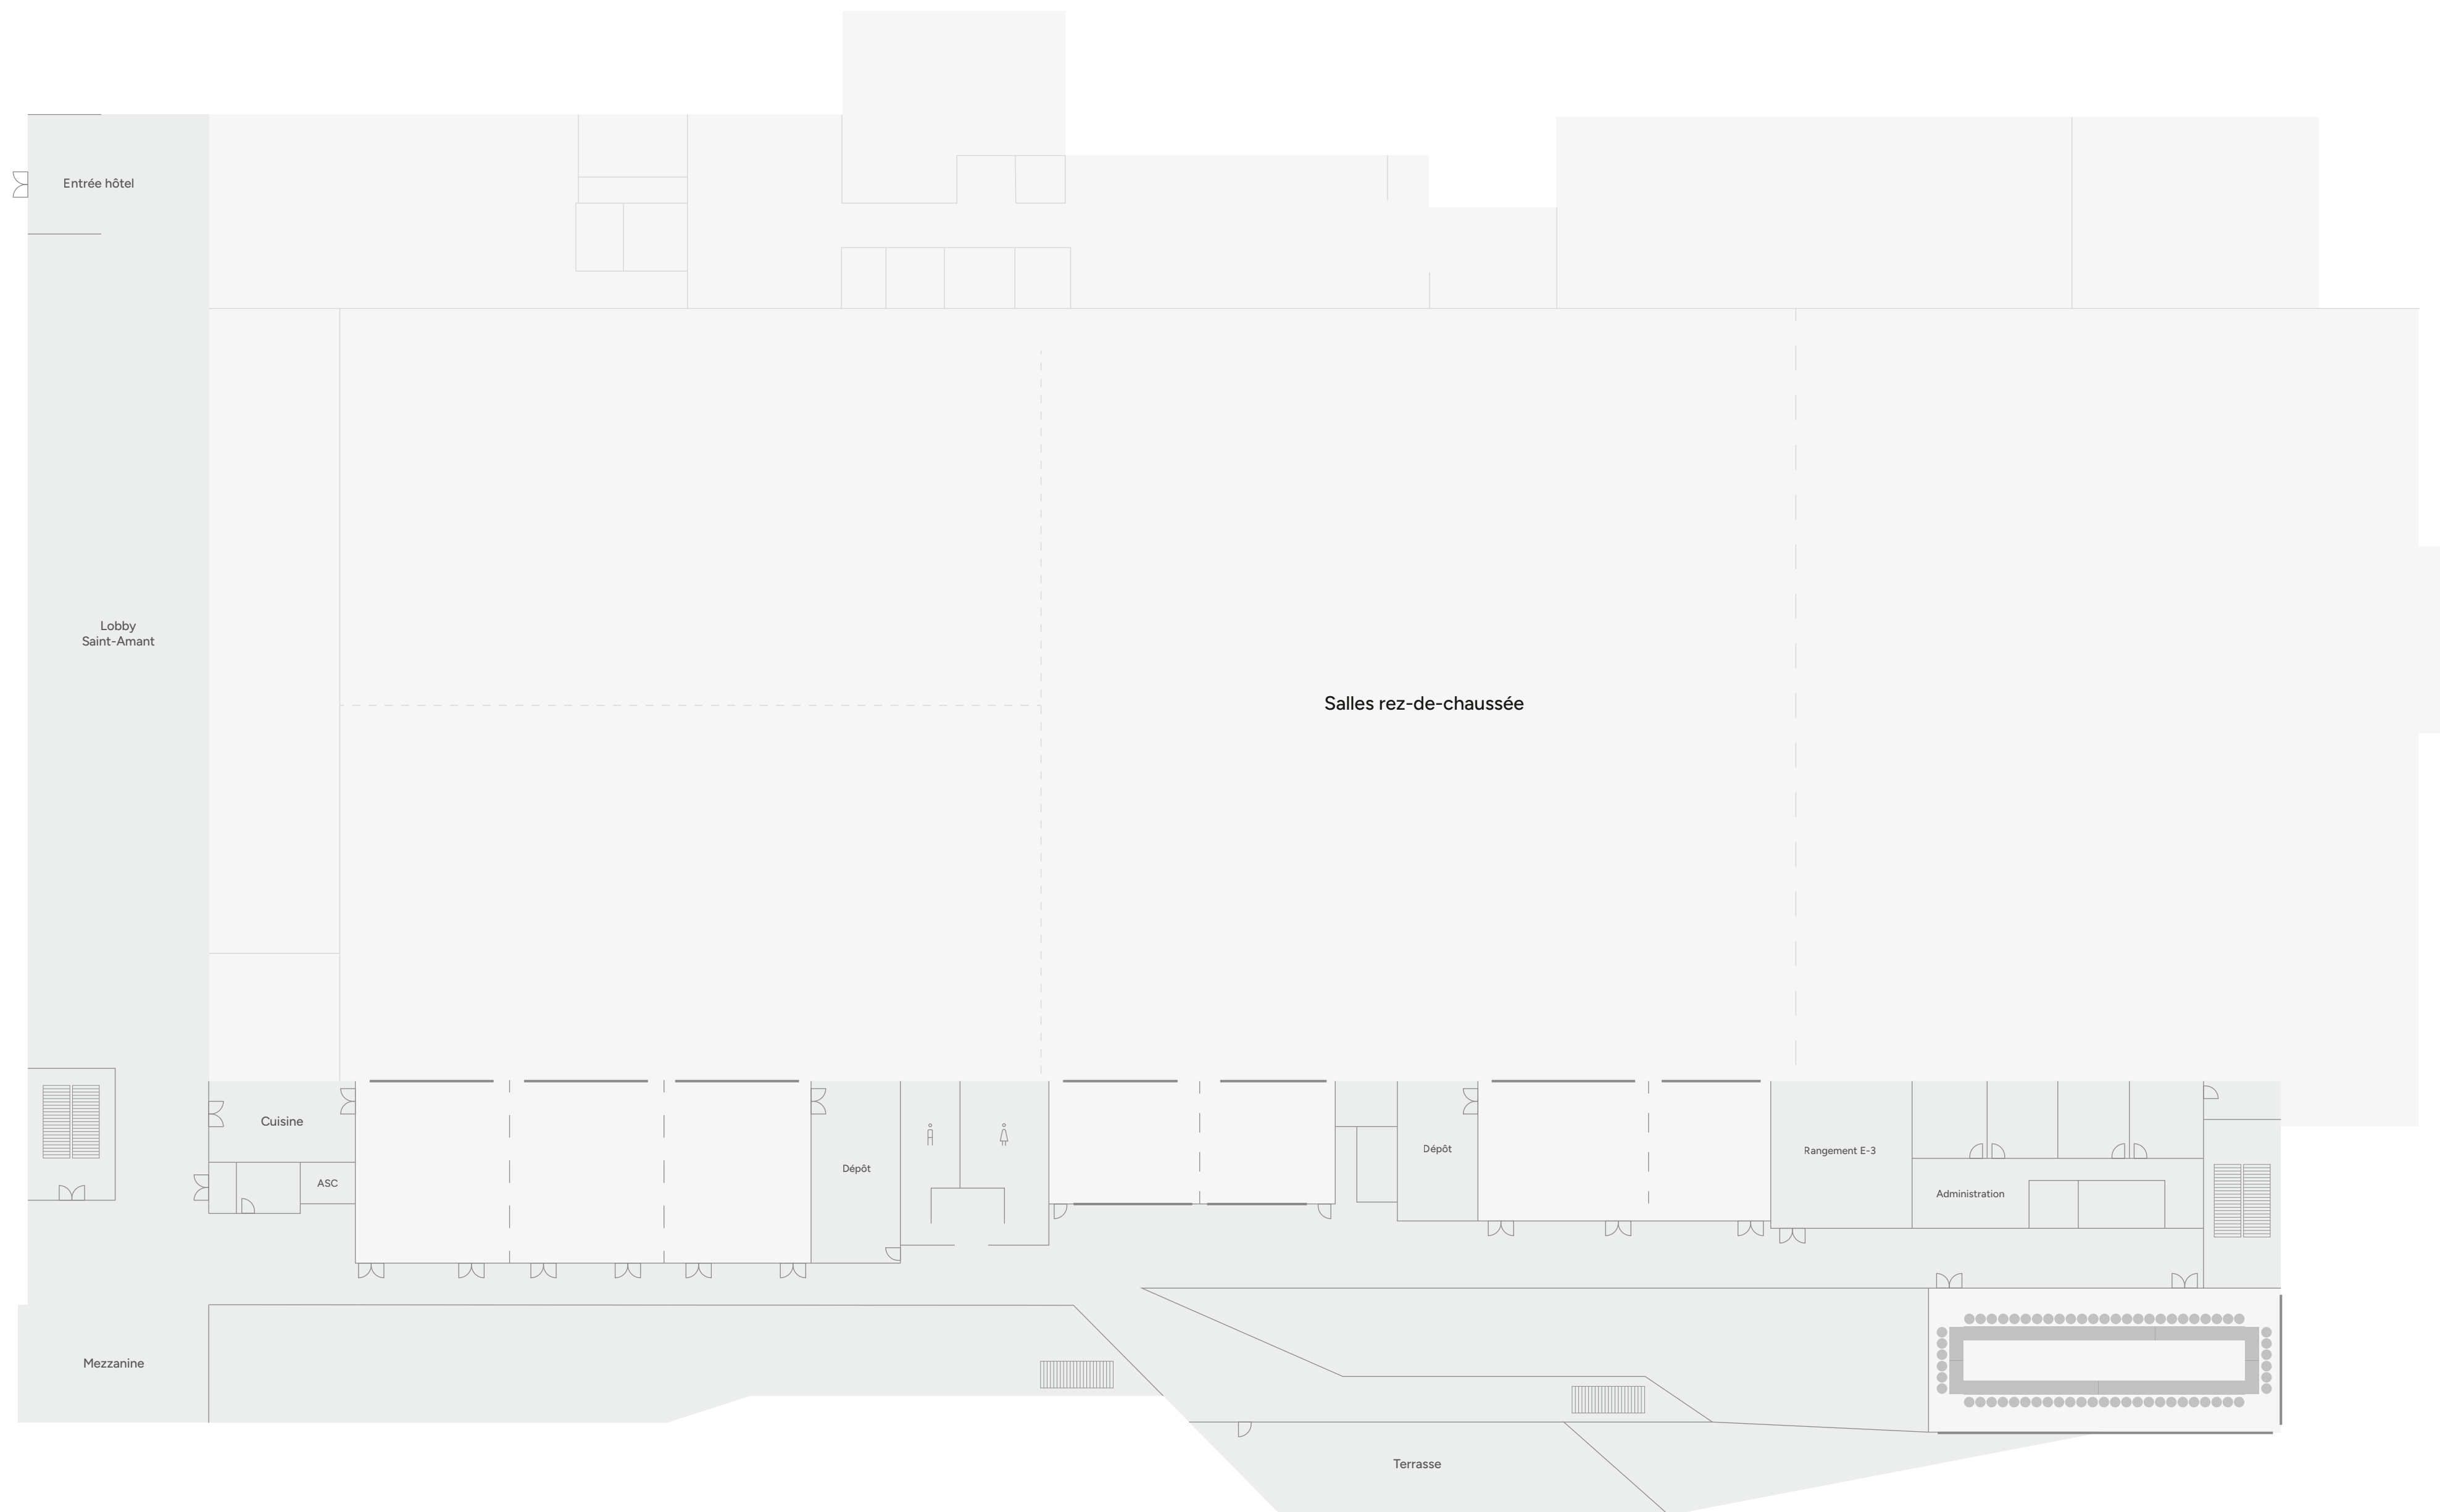 Entrée hôtel
Lobby
Saint-Amant
Salles rez-de-chaussée
Cuisine
ASC
Dépôt
Dépôt
Rangement E-3
Administration
Mezzanine
Terrasse